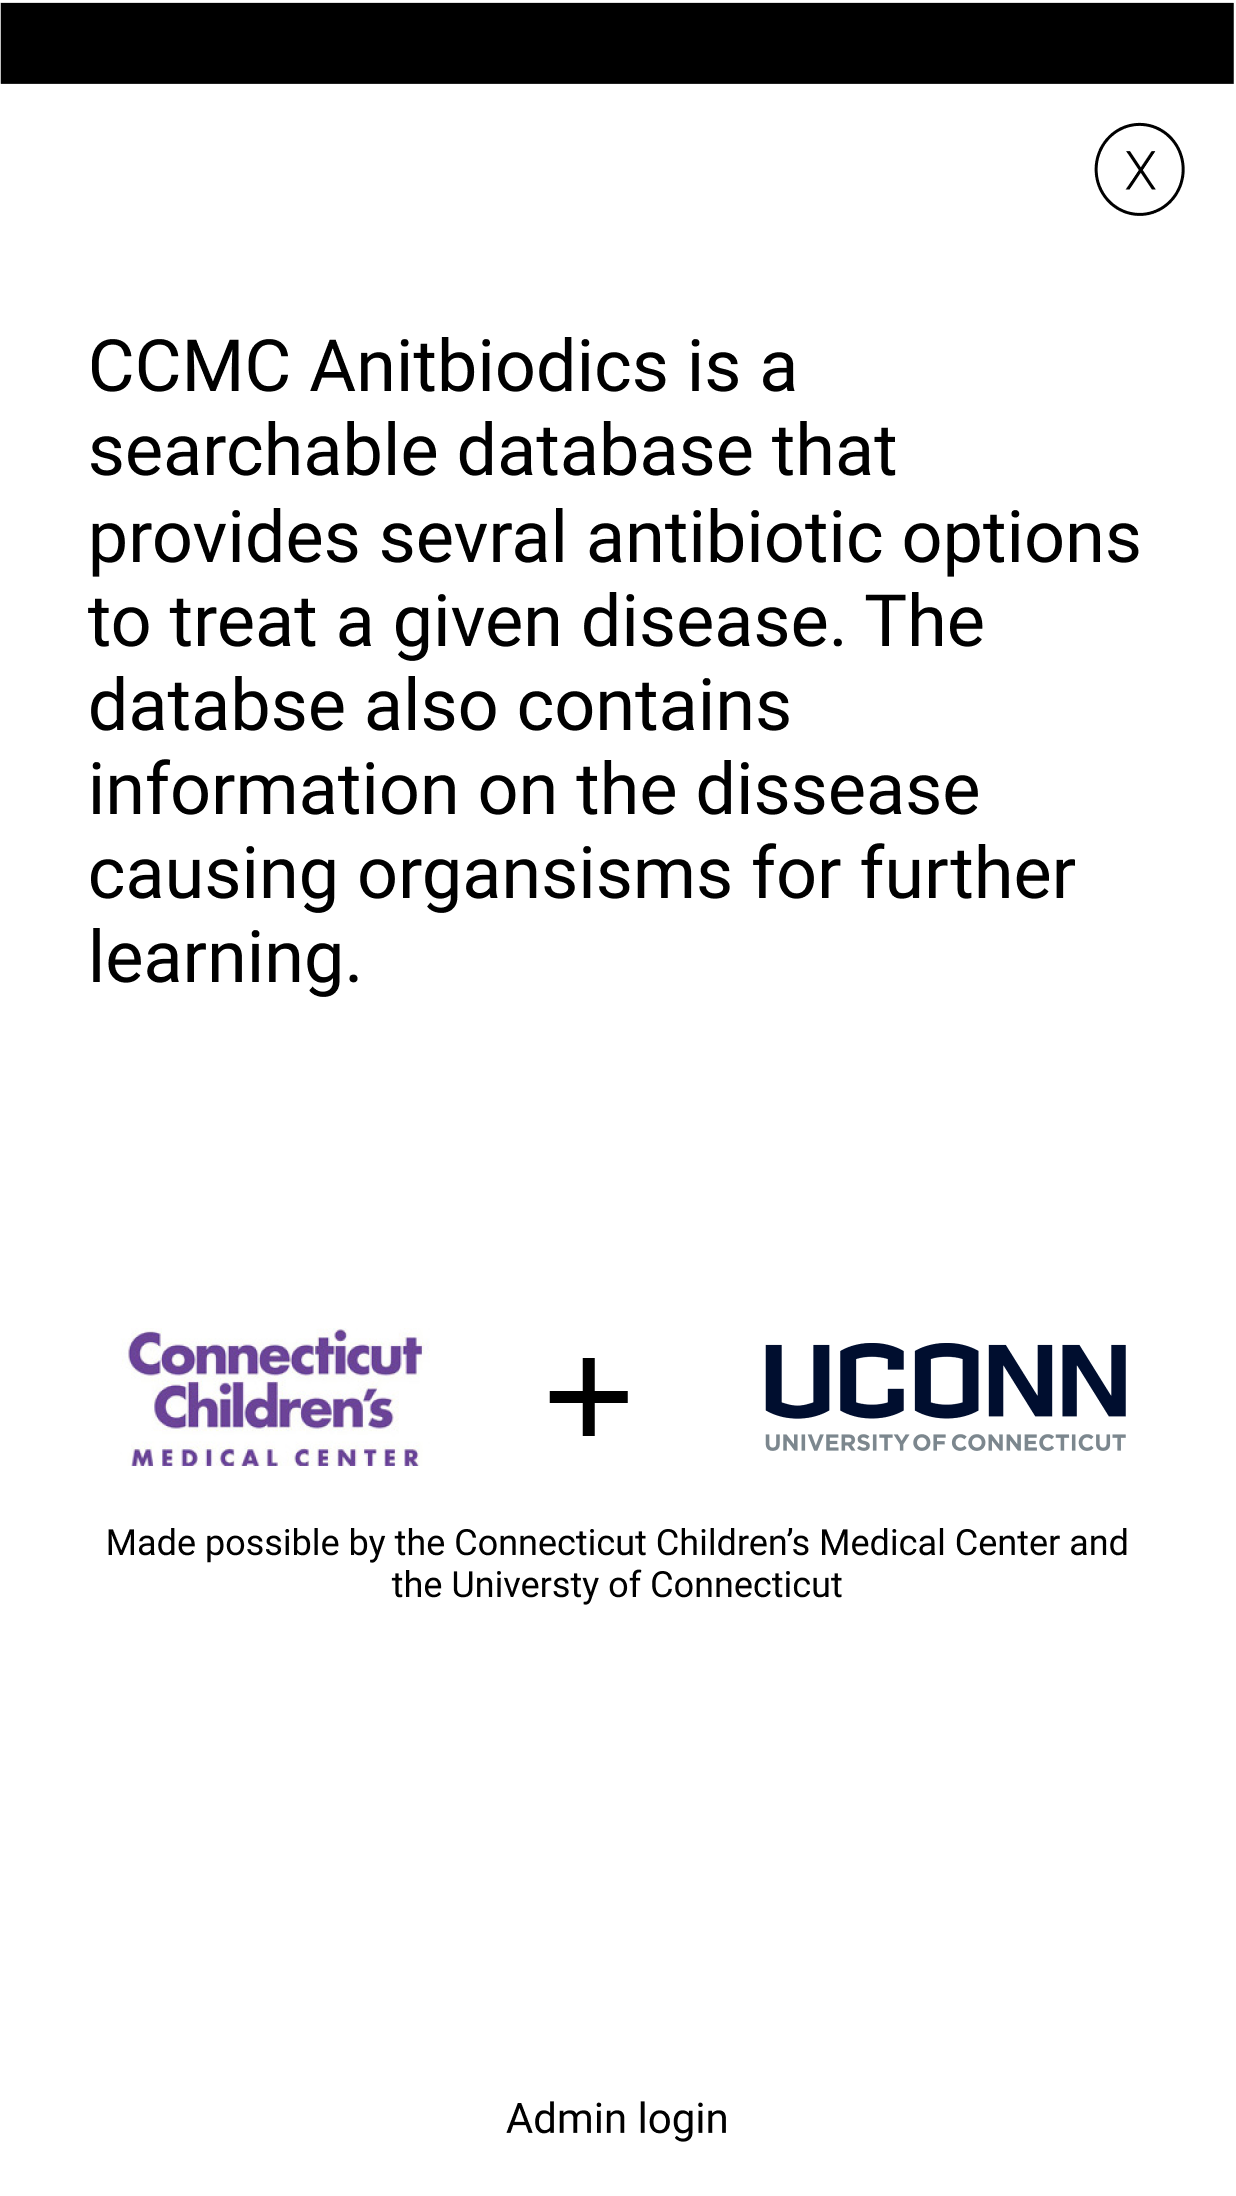 X
CCMC Anitbiodics is a
searchable database that
provides sevral antibiotic options
to treat a given disease. The
databse also contains
information on the dissease
causing organsisms for further
learning.
Connecticut
Children's
MEDICAL CENTER
+
UCONN
UNIVERSITY OF CONNECTICUT
Made possible by the Connecticut Children’s Medical Center and
the Universty of Connecticut
Admin login